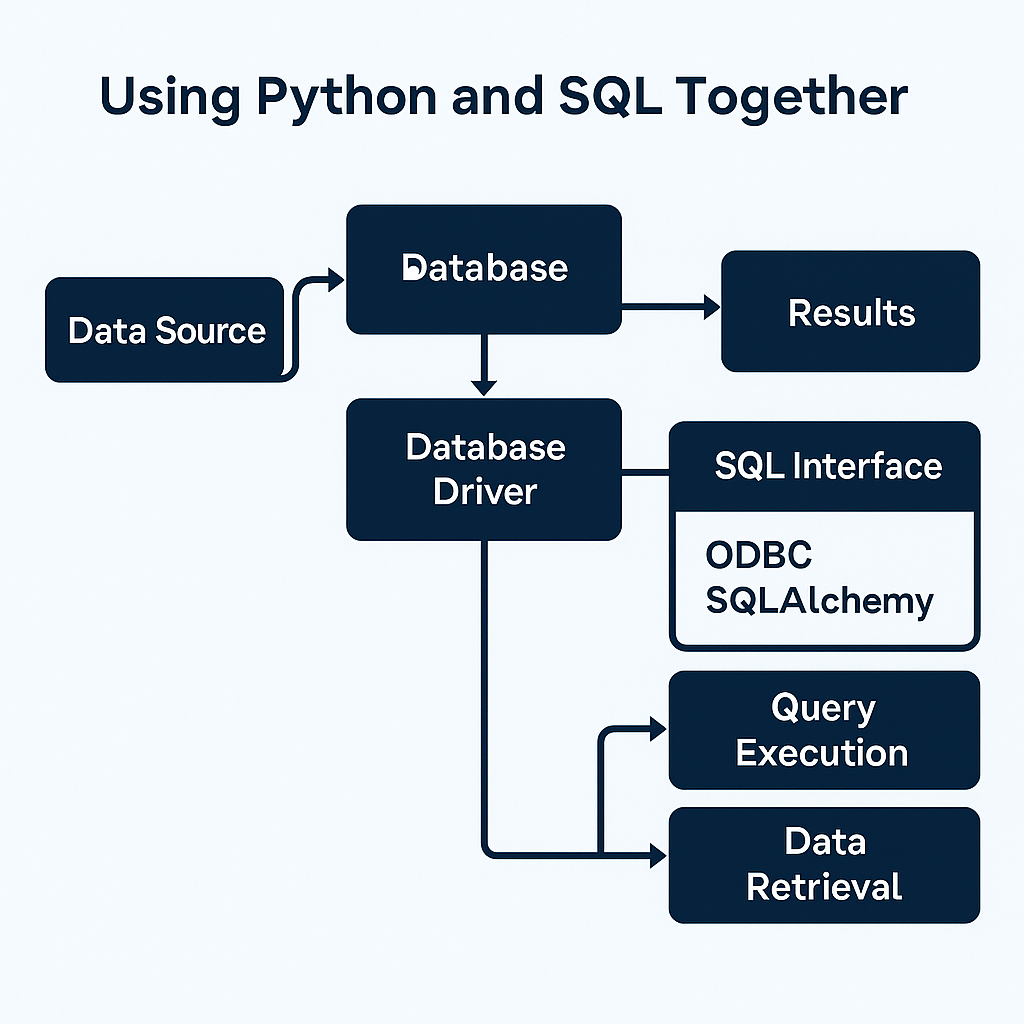 Using Python and SQL Together
Data Source
Database
Results
Database
Driver
SQL Interface
ODBC
SQLAlchemy
Query
Execution
Data
Retrieval